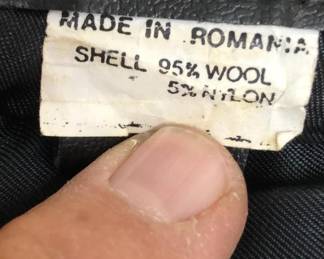 MADE IN ROMANIA
SHELL 95% WOOL
5% NYLON